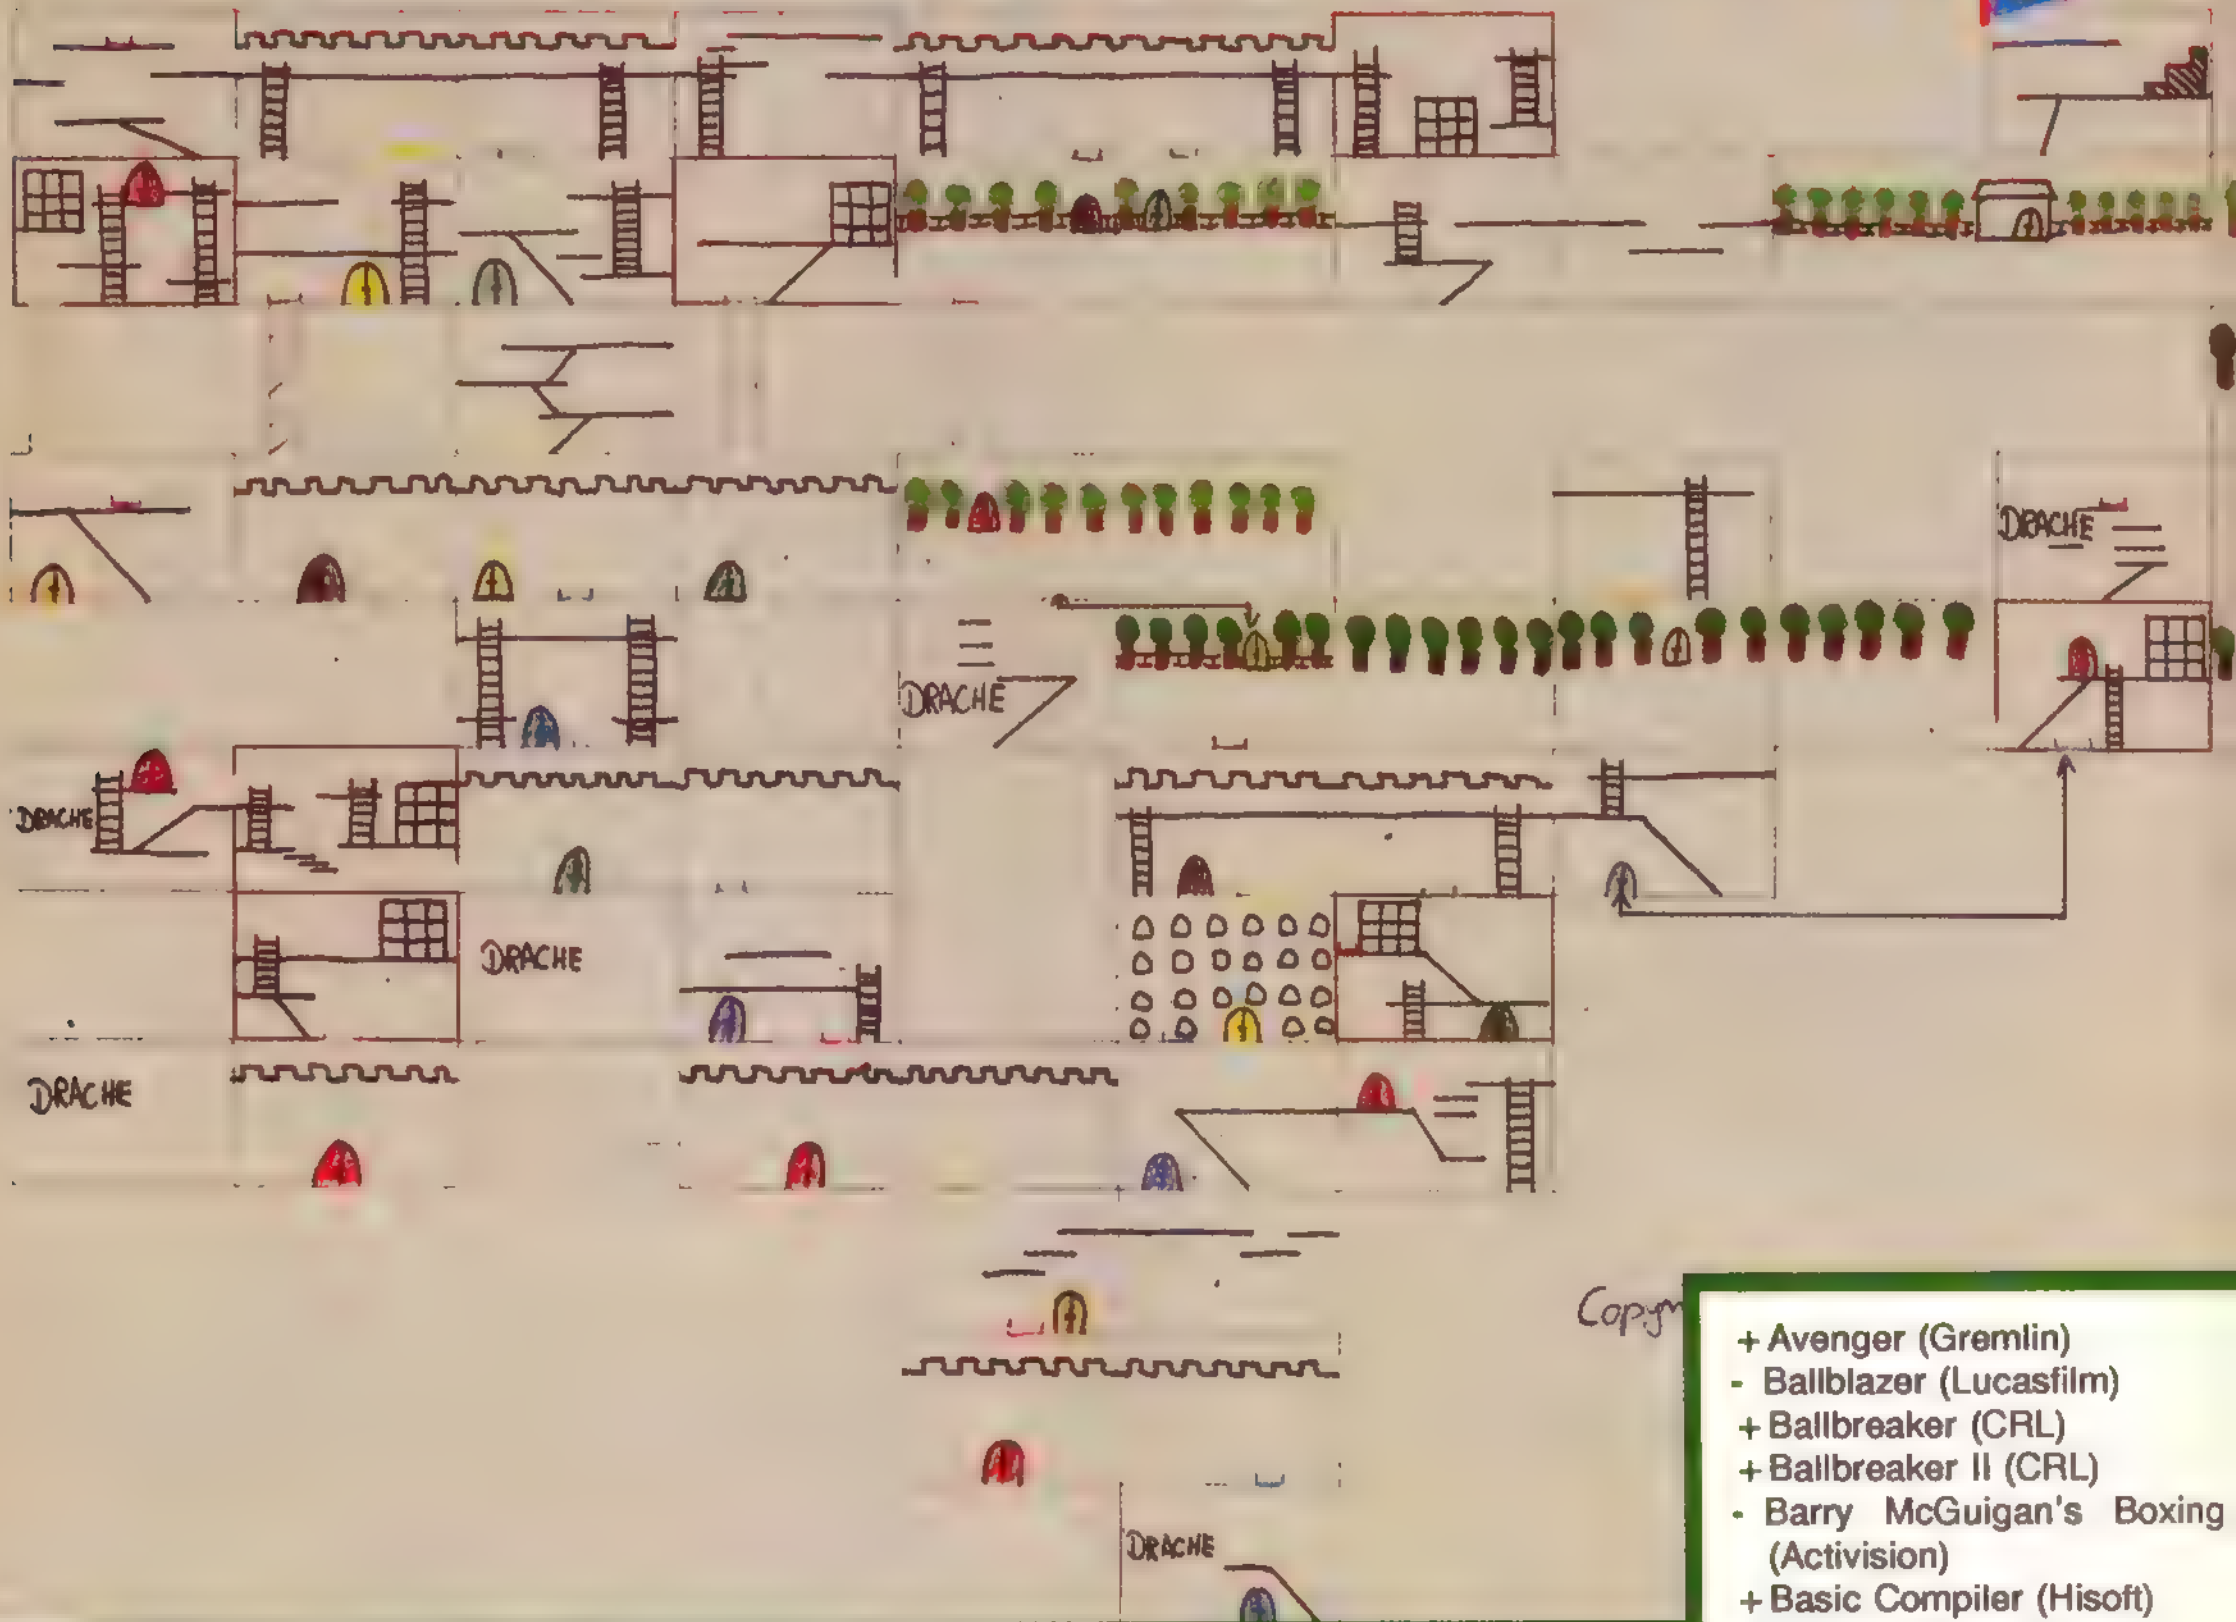 DRACHE
DRACHE
DRACHE
DRACHE
DRACHE
+ Avenger (Gremlin)
- Ballblazer (Lucasfilm)
+ Ballbreaker (CRL)
+ Ballbreaker II (CRL)
- Barry McGuigan's Boxing
(Activision)
+ Basic Compiler (Hisoft)
DRACHE